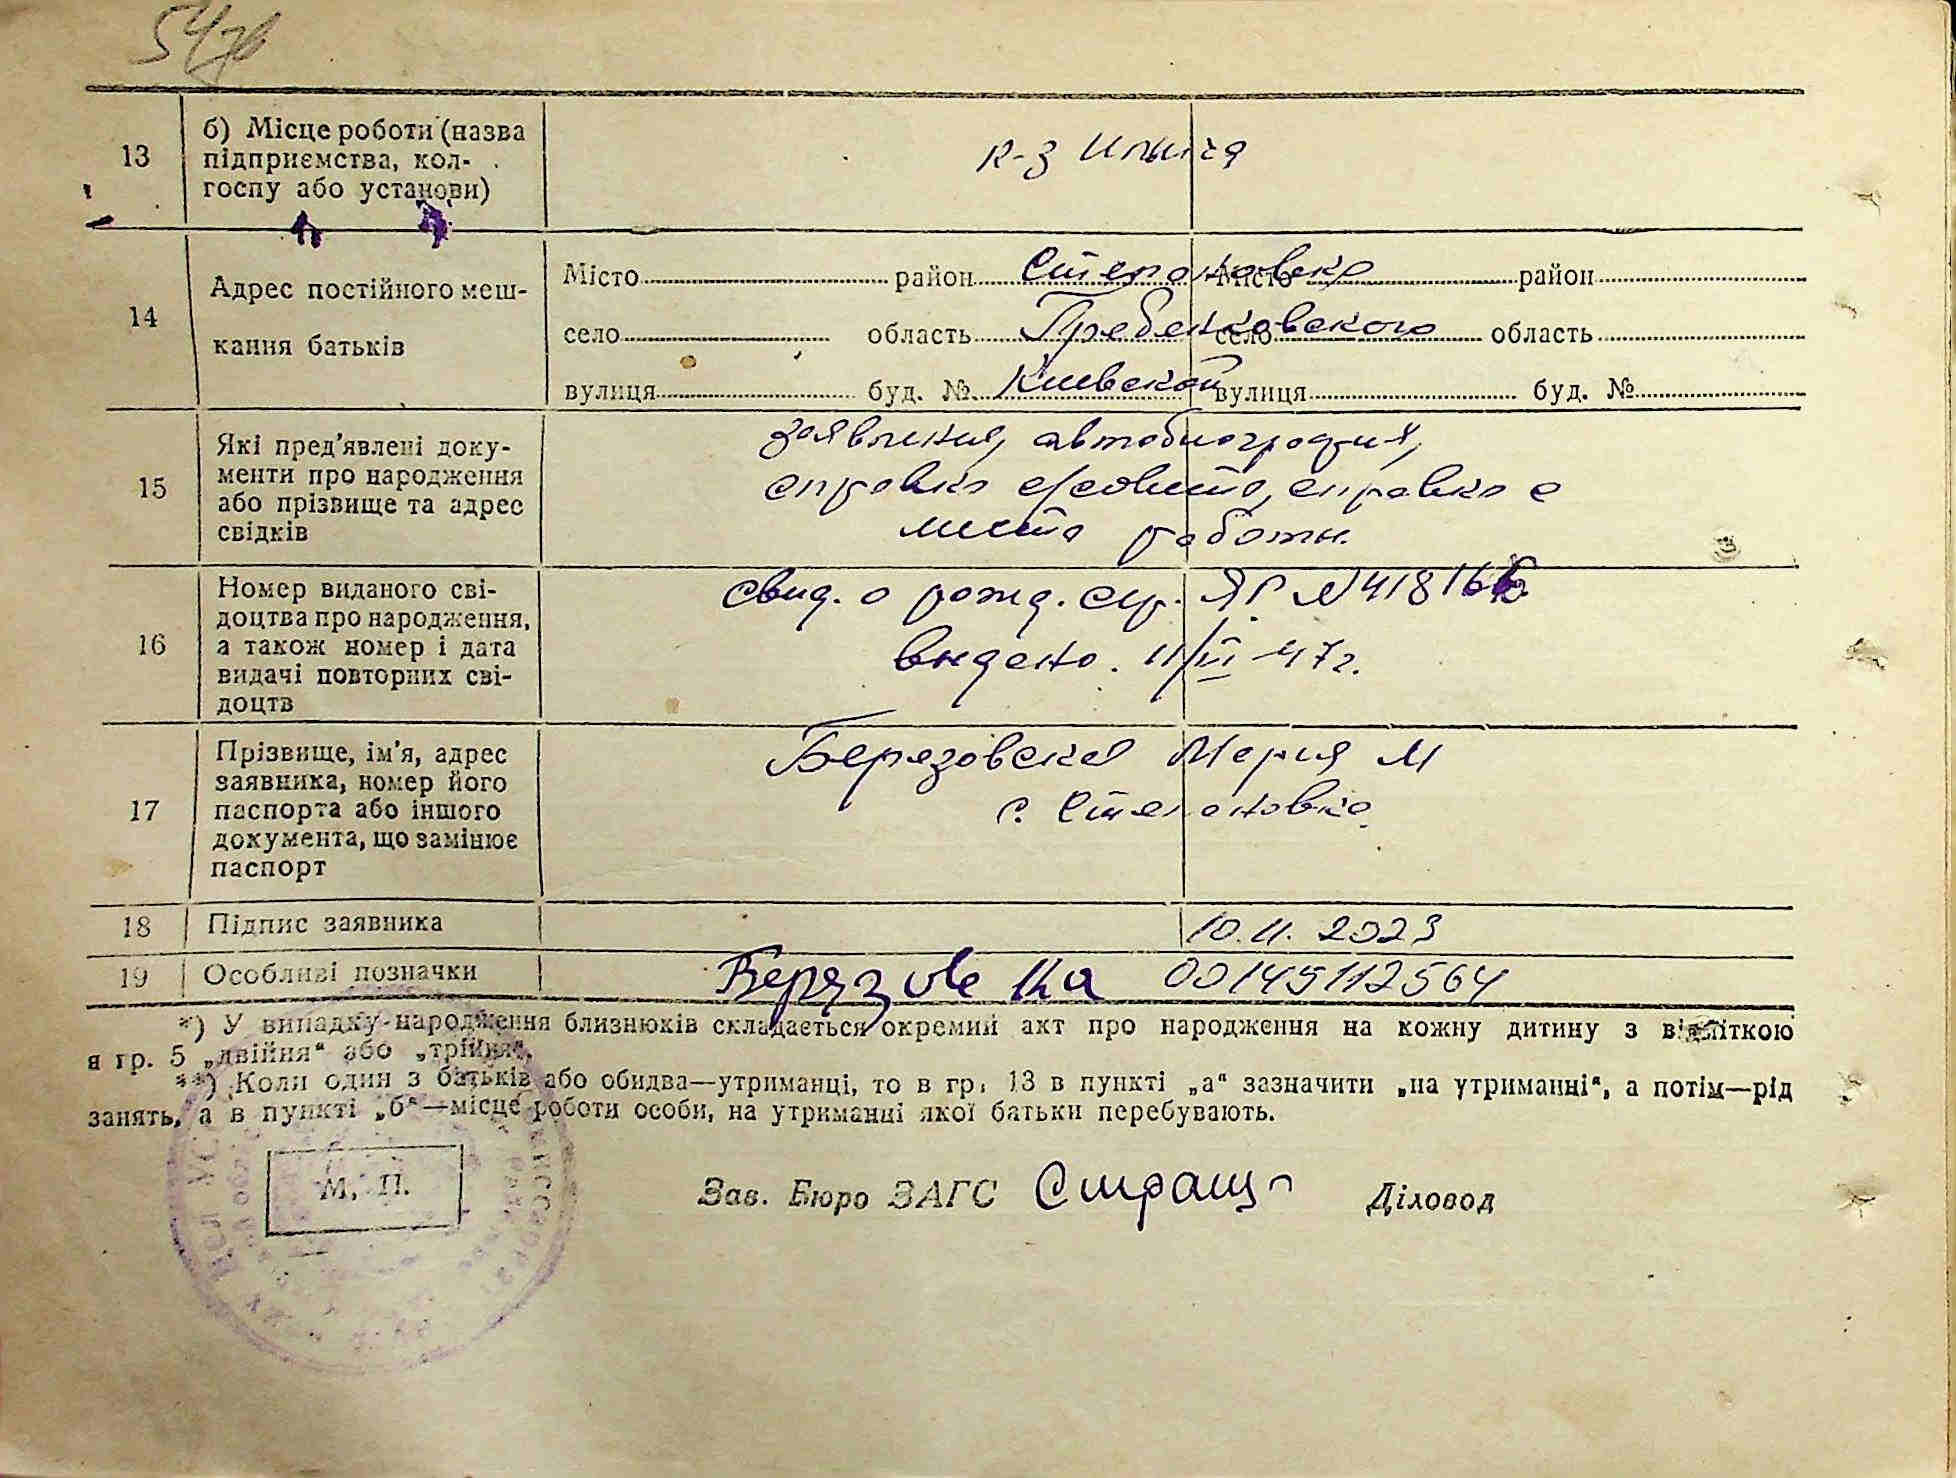 54зв
13 б) Місце роботи (назва
підприємства, кол-
госпу або установи)
к-з Ильича
14 Адрес постійного меш-
кання батьків
Місто район Степановка Місто район
село область Гребенковского село область
вулиця буд. № Киевской вулиця буд. №
15 Які пред'явлені доку-
менти про народження
або прізвище та адрес
свідків
заявления, автобиография,
справка с/совета, справка с
места работы.
16 Номер виданого сві-
доцтва про народження,
а також номер і дата
видачі повторних сві-
доцтв
Свид. о рожд. сер. ЯГ №418166
выдано. 11/VI-47г.
17 Прізвище, ім'я, адрес
заявника, номер його
паспорта або іншого
документа, що замінює
паспорт
Березовская Мария М
с. Степановка
18 Підпис заявника
10.11.2023
19 Особливі позначки
00149112564
*) У випадку народження близнюків складається окремий акт про народження на кожну дитину з відміткою
в гр. 5 „двійня“ або „трійня“.
**) Коли один з батьків або обидва—утриманці, то в гр. 13 в пункті „а“ зазначити „на утриманні“, а потім—рід
занять, а в пункті „б“—місце роботи особи, на утриманні якої батьки перебувають.
М. П.
Зав. Бюро ЗАГС Діловод